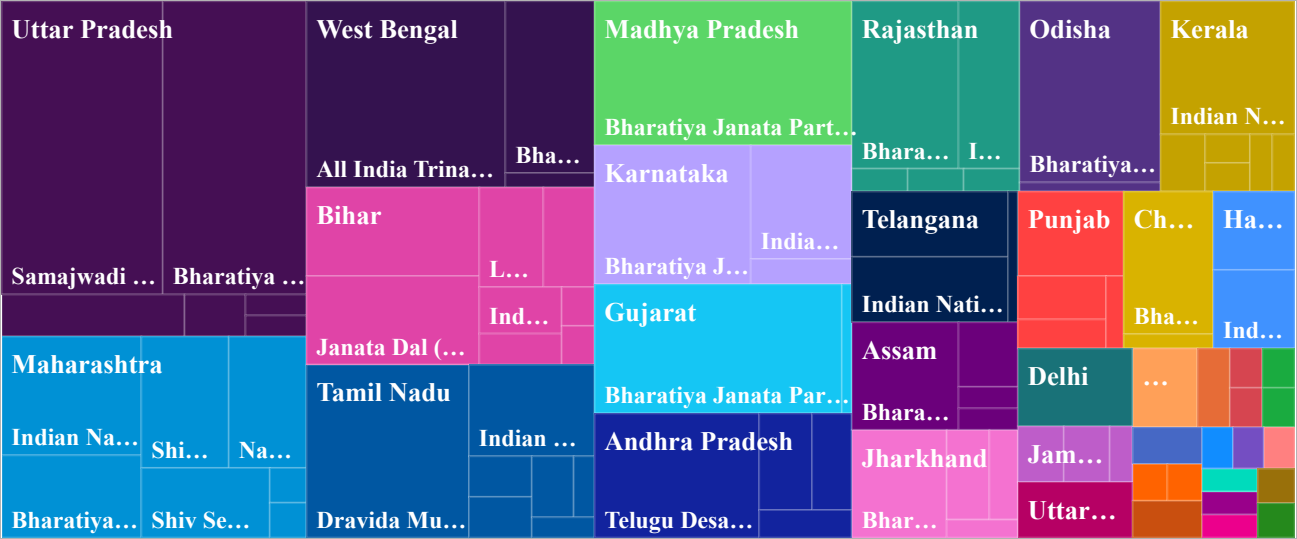 Uttar Pradesh
Samajwadi …
Bharatiya …
Maharashtra
Indian Na…
Shi…
Na…
Bharatiya…
Shiv Se…
West Bengal
All India Trina…
Bha…
Bihar
L…
Ind…
Janata Dal (…
Tamil Nadu
Indian …
Dravida Mu…
Madhya Pradesh
Bharatiya Janata Part…
Karnataka
India…
Bharatiya J…
Gujarat
Bharatiya Janata Par…
Andhra Pradesh
Telugu Desa…
Rajasthan
Bhara…
I…
Odisha
Bharatiya…
Kerala
Indian N…
Telangana
Indian Nati…
Punjab
Ch…
Bha…
Ha…
Ind…
Assam
Bhara…
Jharkhand
Bhar…
Delhi
…
Jam…
Uttar…